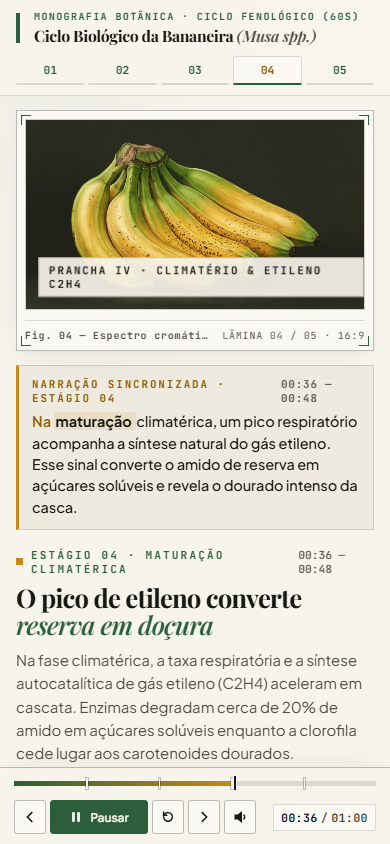 MONOGRAFIA BOTÂNICA · CICLO FENOLÓGICO (60S)
Ciclo Biológico da Bananeira (Musa spp.)
01 02 03 04 05
PRANCHA IV · CLIMATÉRIO & ETILENO
C2H4
Fig. 04 — Espectro cromáti… LÂMINA 04 / 05 · 16:9
NARRAÇÃO SINCRONIZADA · 00:36 —
ESTÁGIO 04 00:48
Na maturação climatérica, um pico respiratório
acompanha a síntese natural do gás etileno.
Esse sinal converte o amido de reserva em
açúcares solúveis e revela o dourado intenso da
casca.
ESTÁGIO 04 · MATURAÇÃO 00:36 —
CLIMATÉRICA 00:48
O pico de etileno converte
reserva em doçura
Na fase climatérica, a taxa respiratória e a síntese
autocatalítica de gás etileno (C2H4) aceleram em
cascata. Enzimas degradam cerca de 20% de
amido em açúcares solúveis enquanto a clorofila
cede lugar aos carotenoides dourados.
Pausar 00:36 / 01:00